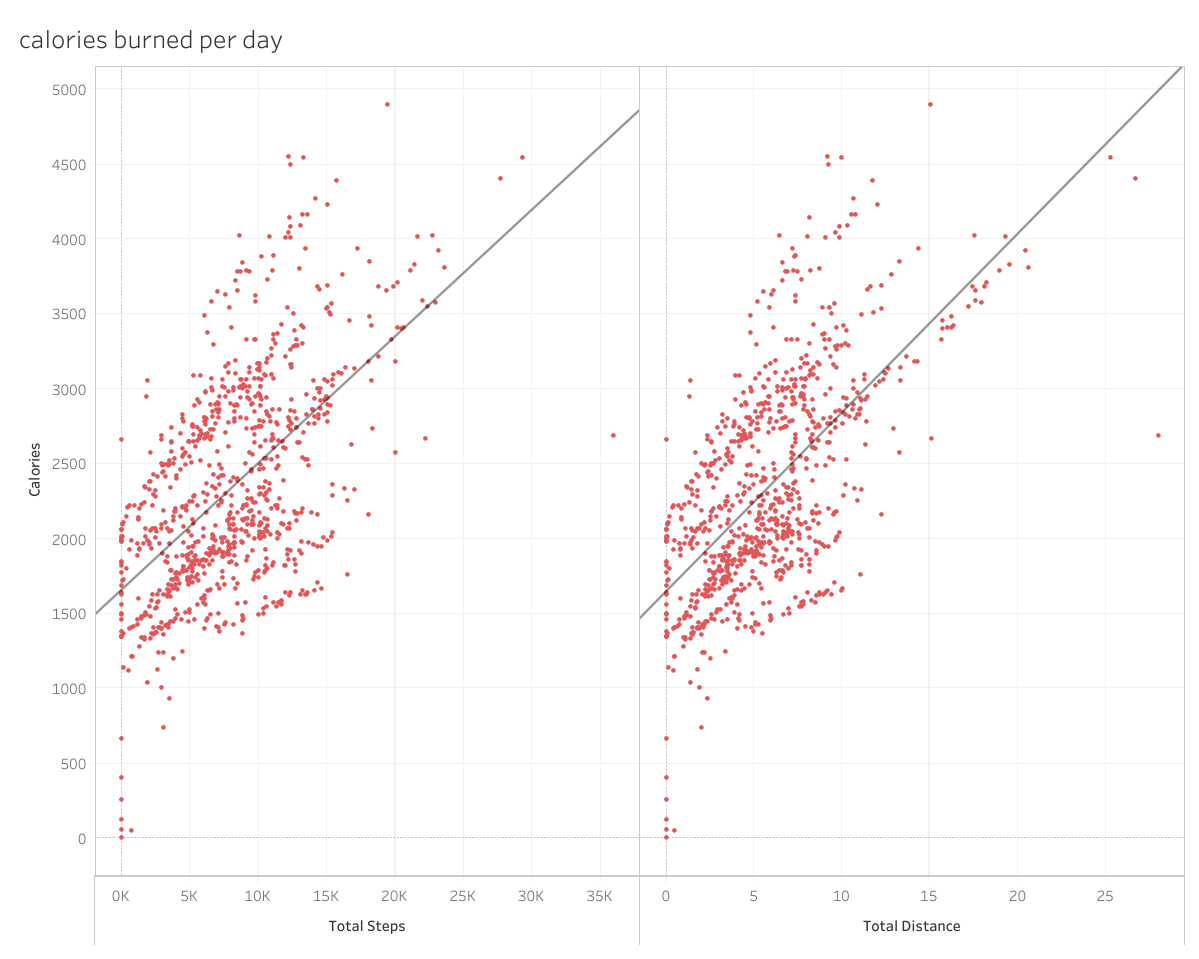 calories burned per day
5000
4500
4000
3500
3000
2500
2000
1500
1000
500
0
Calories
0K 5K 10K 15K 20K 25K 30K 35K
0 5 10 15 20 25
Total Steps
Total Distance